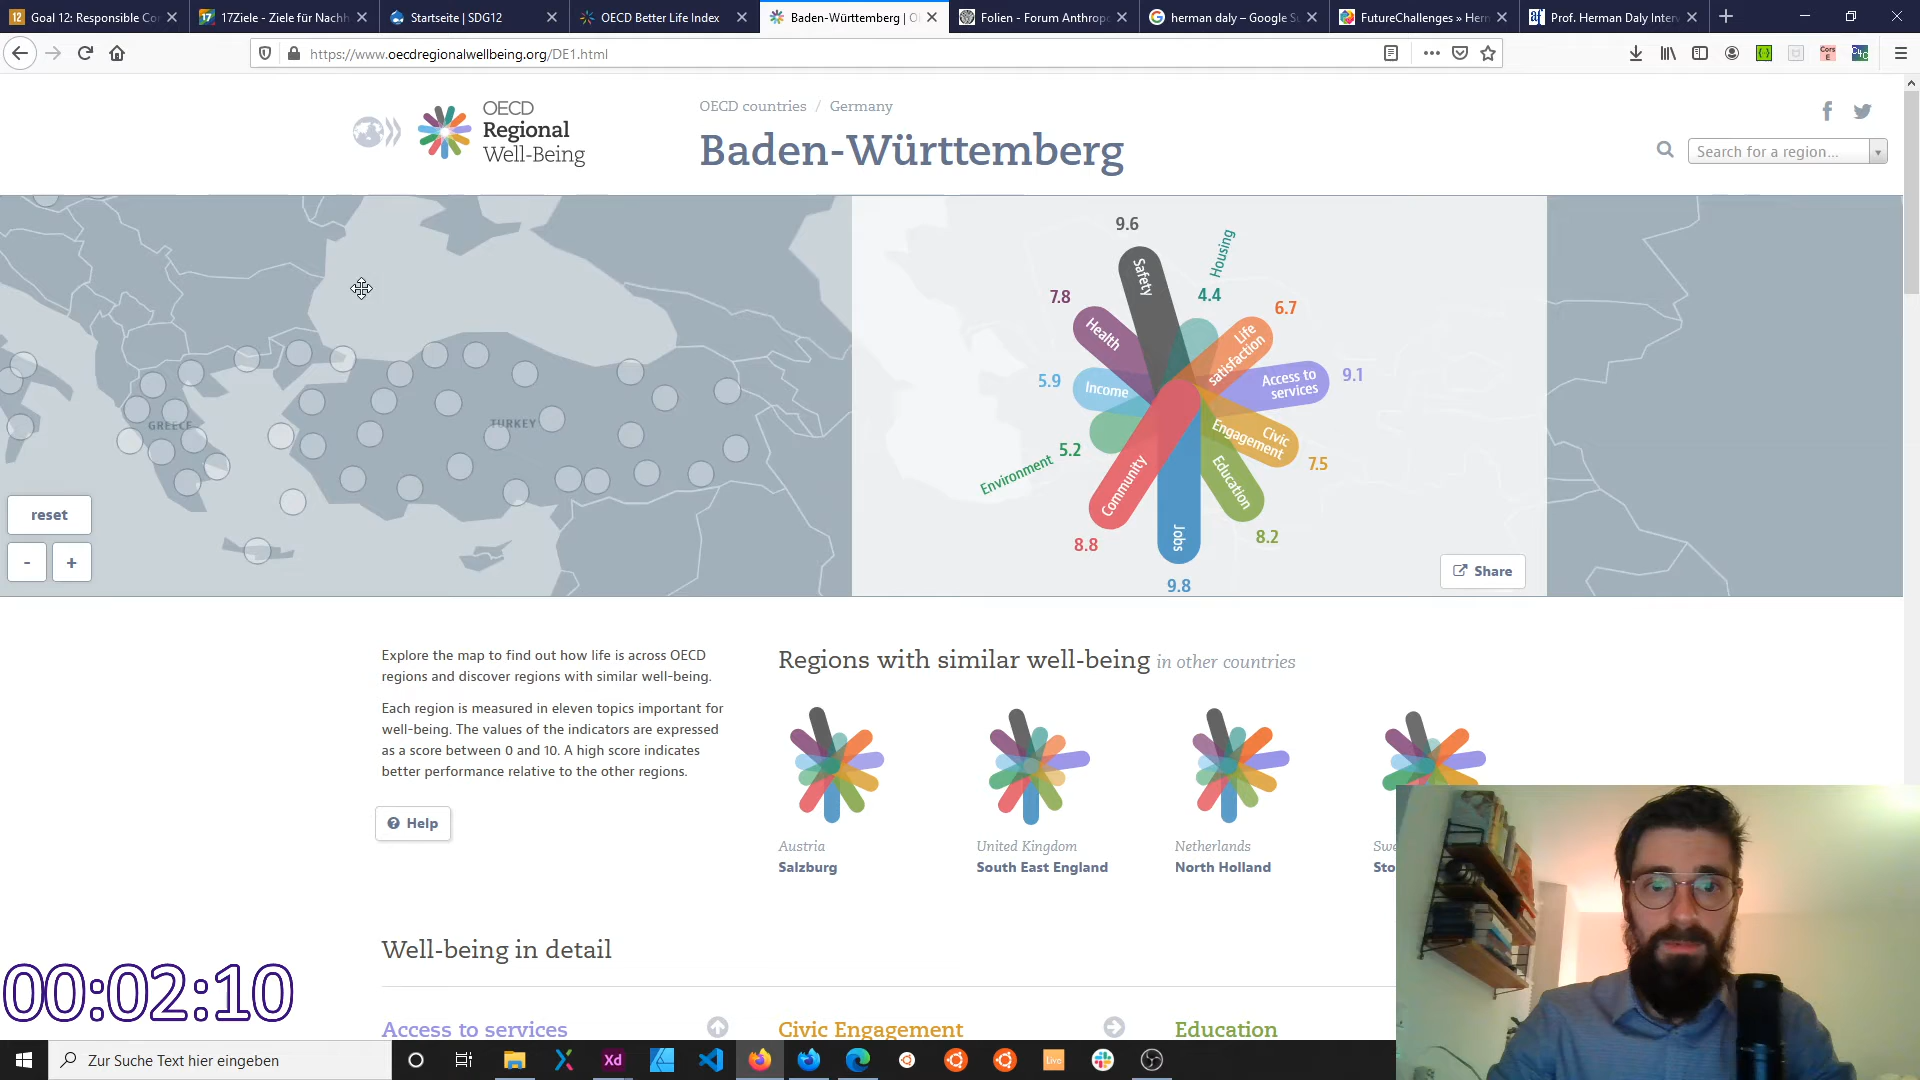 Goal 12: Responsible Co
17Ziele - Ziele für Nachh
Startseite | SDG12
OECD Better Life Index
Baden-Württemberg | O
Folien - Forum Anthropo
herman daly – Google Su
FutureChallenges » Herm
Prof. Herman Daly Inter
https://www.oecdregionalwellbeing.org/DE1.html
OECD
Regional
Well-Being
OECD countries / Germany
Baden-Württemberg
Search for a region...
GREECE
TURKEY
reset
- +
9.6
Safety
Housing
4.4
7.8
Health
6.7
Life
satisfaction
5.9
Income
Access to
services
9.1
Environment
5.2
Civic
Engagement
7.5
Community
8.8
Education
8.2
Jobs
9.8
Share
Explore the map to find out how life is across OECD
regions and discover regions with similar well-being.
Each region is measured in eleven topics important for
well-being. The values of the indicators are expressed
as a score between 0 and 10. A high score indicates
better performance relative to the other regions.
Help
Regions with similar well-being in other countries
Austria
Salzburg
United Kingdom
South East England
Netherlands
North Holland
Swe
Sto
Well-being in detail
Access to services
Civic Engagement
Education
00:02:10
Zur Suche Text hier eingeben
Xd
Live